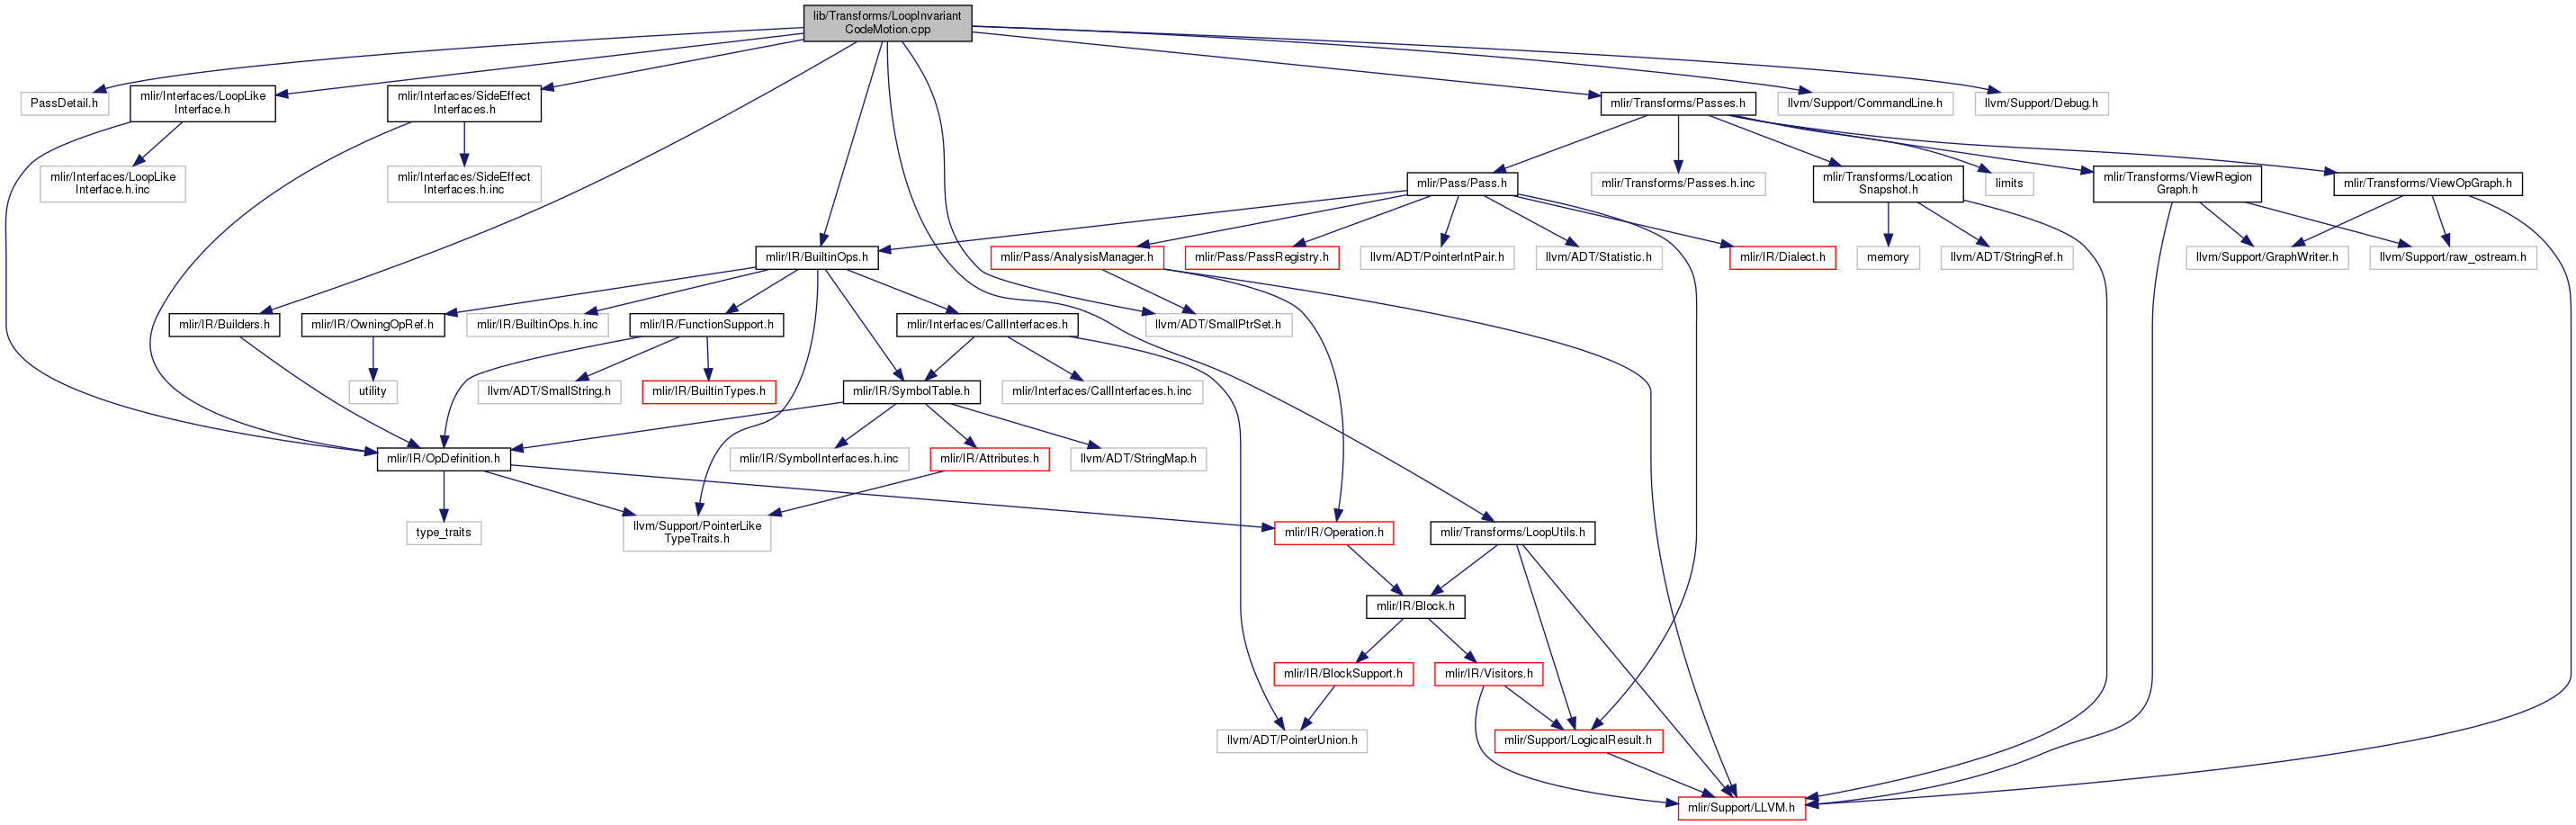 lib/Transforms/LoopInvariant
CodeMotion.cpp
PassDetail.h
mlir/Interfaces/LoopLike
Interface.h
mlir/Interfaces/SideEffect
Interfaces.h
mlir/Transforms/Passes.h
llvm/Support/CommandLine.h
llvm/Support/Debug.h
mlir/Interfaces/LoopLike
Interface.h.inc
mlir/Interfaces/SideEffect
Interfaces.h.inc
mlir/Pass/Pass.h
mlir/Transforms/Passes.h.inc
mlir/Transforms/Location
Snapshot.h
limits
mlir/Transforms/ViewRegion
Graph.h
mlir/Transforms/ViewOpGraph.h
mlir/IR/BuiltinOps.h
mlir/Pass/AnalysisManager.h
mlir/Pass/PassRegistry.h
llvm/ADT/PointerIntPair.h
llvm/ADT/Statistic.h
mlir/IR/Dialect.h
memory
llvm/ADT/StringRef.h
llvm/Support/GraphWriter.h
llvm/Support/raw_ostream.h
mlir/IR/Builders.h
mlir/IR/OwningOpRef.h
mlir/IR/BuiltinOps.h.inc
mlir/IR/FunctionSupport.h
mlir/Interfaces/CallInterfaces.h
llvm/ADT/SmallPtrSet.h
utility
llvm/ADT/SmallString.h
mlir/IR/BuiltinTypes.h
mlir/IR/SymbolTable.h
mlir/Interfaces/CallInterfaces.h.inc
mlir/IR/OpDefinition.h
mlir/IR/SymbolInterfaces.h.inc
mlir/IR/Attributes.h
llvm/ADT/StringMap.h
type_traits
llvm/Support/PointerLike
TypeTraits.h
mlir/IR/Operation.h
mlir/Transforms/LoopUtils.h
mlir/IR/Block.h
mlir/IR/BlockSupport.h
mlir/IR/Visitors.h
llvm/ADT/PointerUnion.h
mlir/Support/LogicalResult.h
mlir/Support/LLVM.h